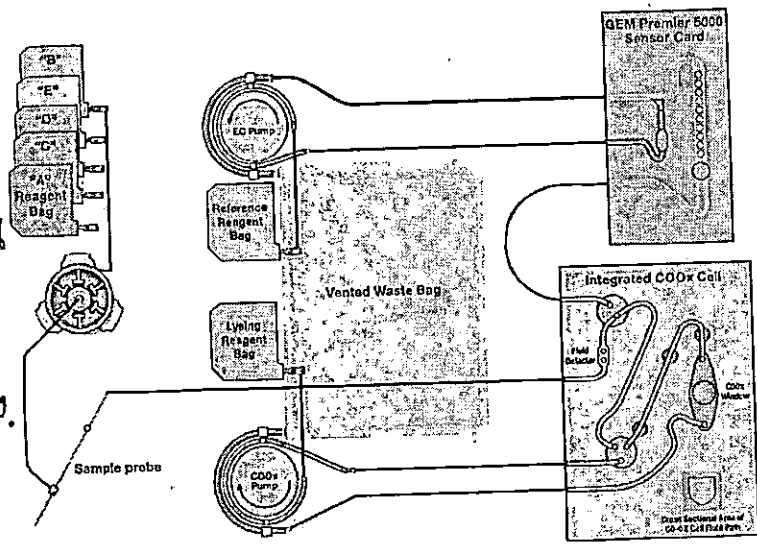 "B"
"E"
"D"
"C"
"A"
Reagent
Bag
Sample probe
EC Pump
Reference
Reagent
Bag
Lysing
Reagent
Bag
COOx
Pump
Vented Waste Bag
GEM Premier 5000
Sensor Card
Integrated COOx Cell
Fluid
Detector
COOx
Window
Cross Sectional Area of
CO-Ox Cell Fluid Path